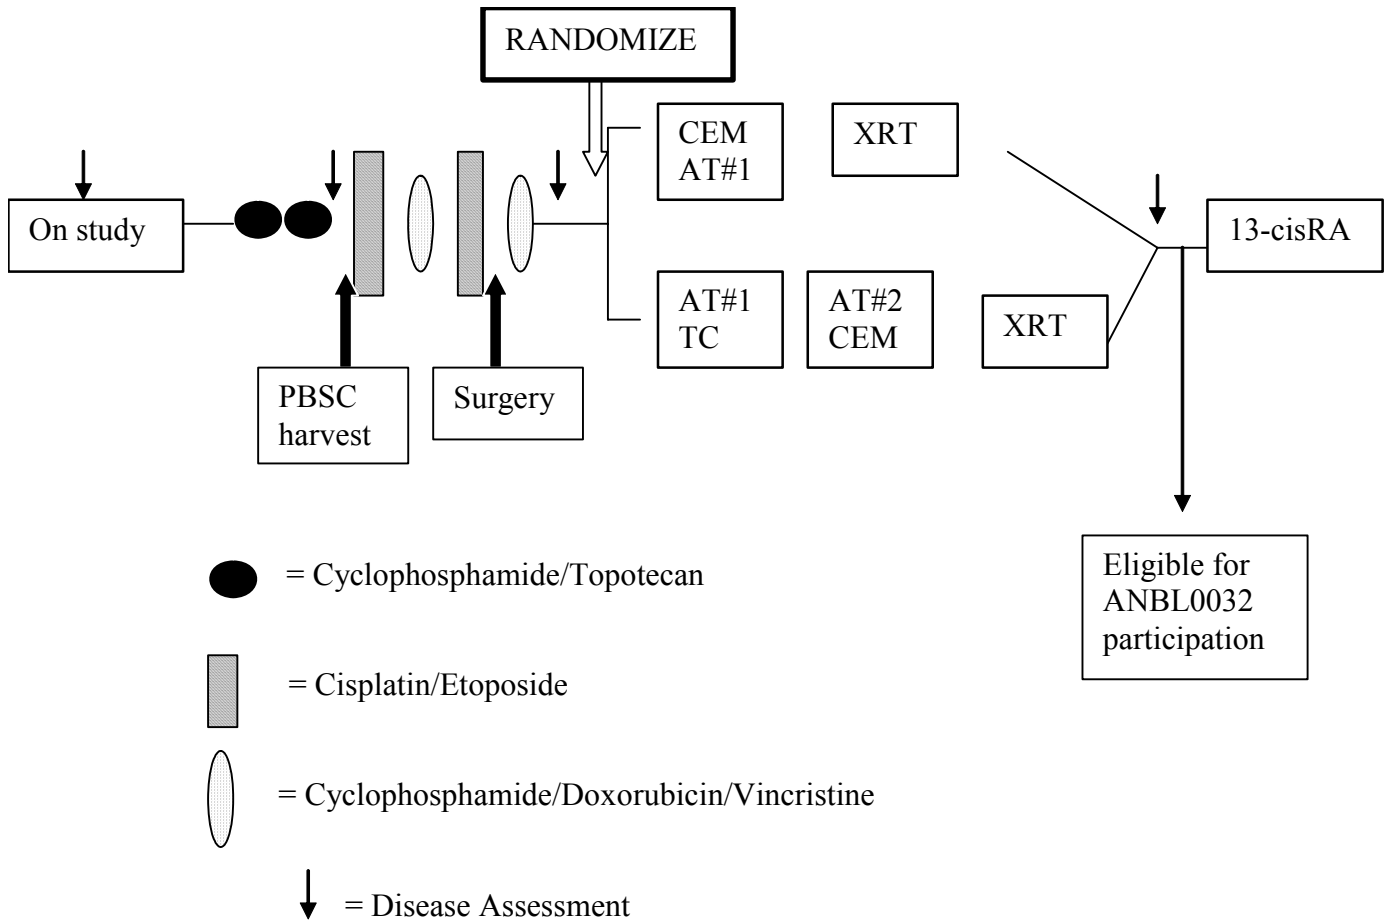 RANDOMIZE
CEM
AT#1
XRT
On study
13-cisRA
AT#1
TC
AT#2
CEM
XRT
PBSC
harvest
Surgery
Eligible for
ANBL0032
participation
= Cyclophosphamide/Topotecan
= Cisplatin/Etoposide
= Cyclophosphamide/Doxorubicin/Vincristine
= Disease Assessment